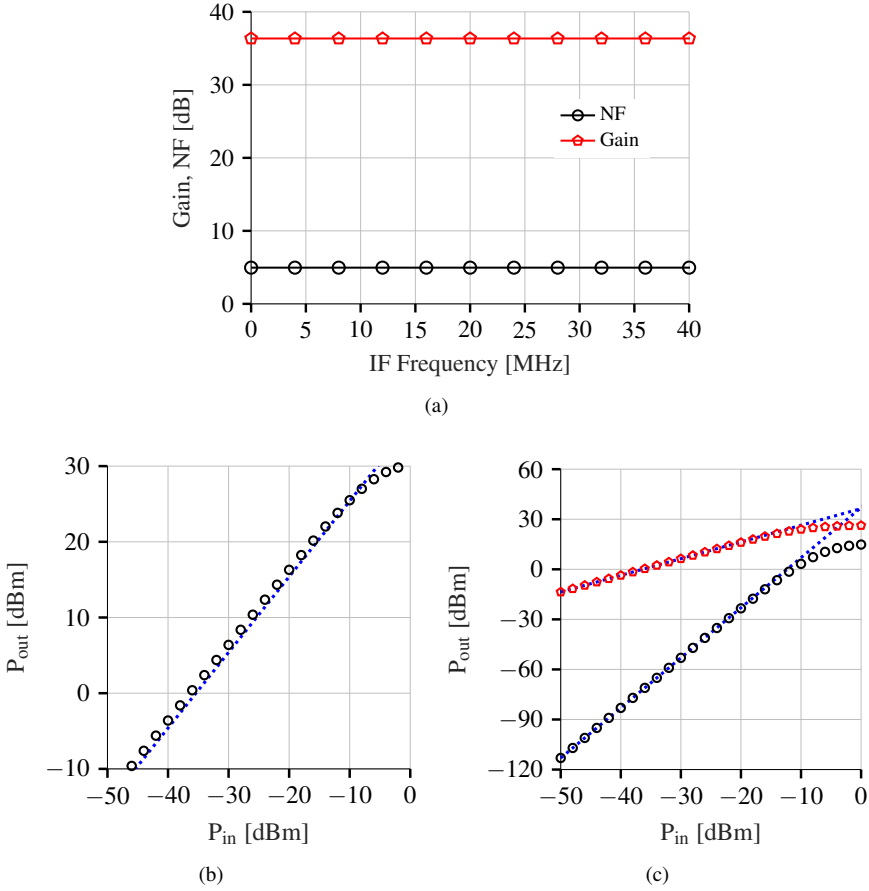 40
30
20
10
0
Gain, NF [dB]
NF
Gain
0 5 10 15 20 25 30 35 40
IF Frequency [MHz]
(a)
30
20
10
0
−10
P_out [dBm]
−50 −40 −30 −20 −10 0
P_in [dBm]
(b)
60
30
0
−30
−60
−90
−120
P_out [dBm]
−50 −40 −30 −20 −10 0
P_in [dBm]
(c)